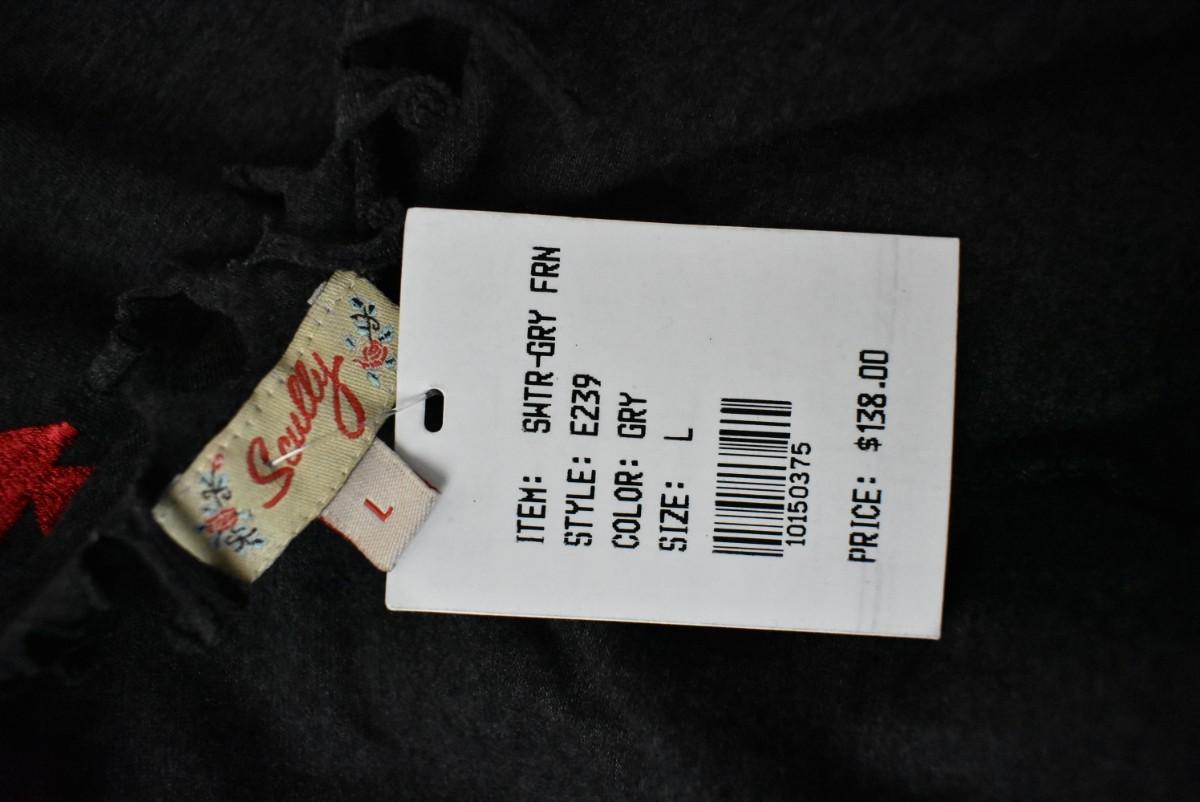 Scully
L
ITEM: SWTR-GRY FRN
STYLE: E239
COLOR: GRY
SIZE: L
10150375
PRICE: $138.00